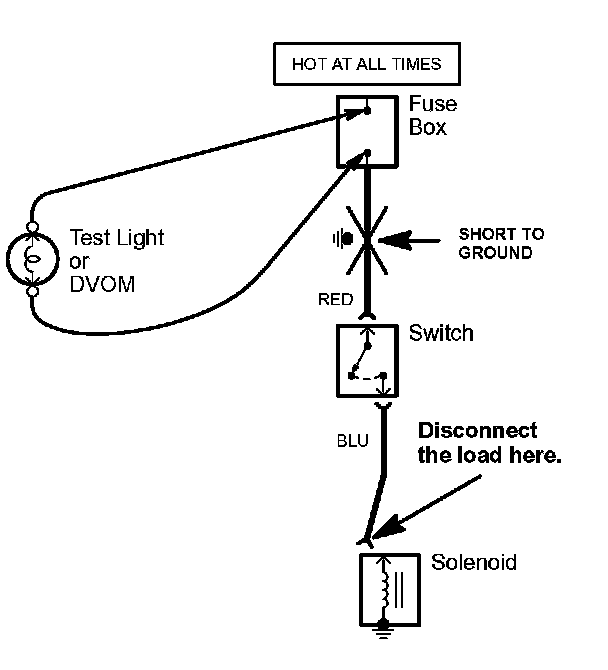 HOT AT ALL TIMES
Fuse
Box
Test Light
or
DVOM
SHORT TO
GROUND
RED
Switch
BLU
Disconnect
the load here.
Solenoid